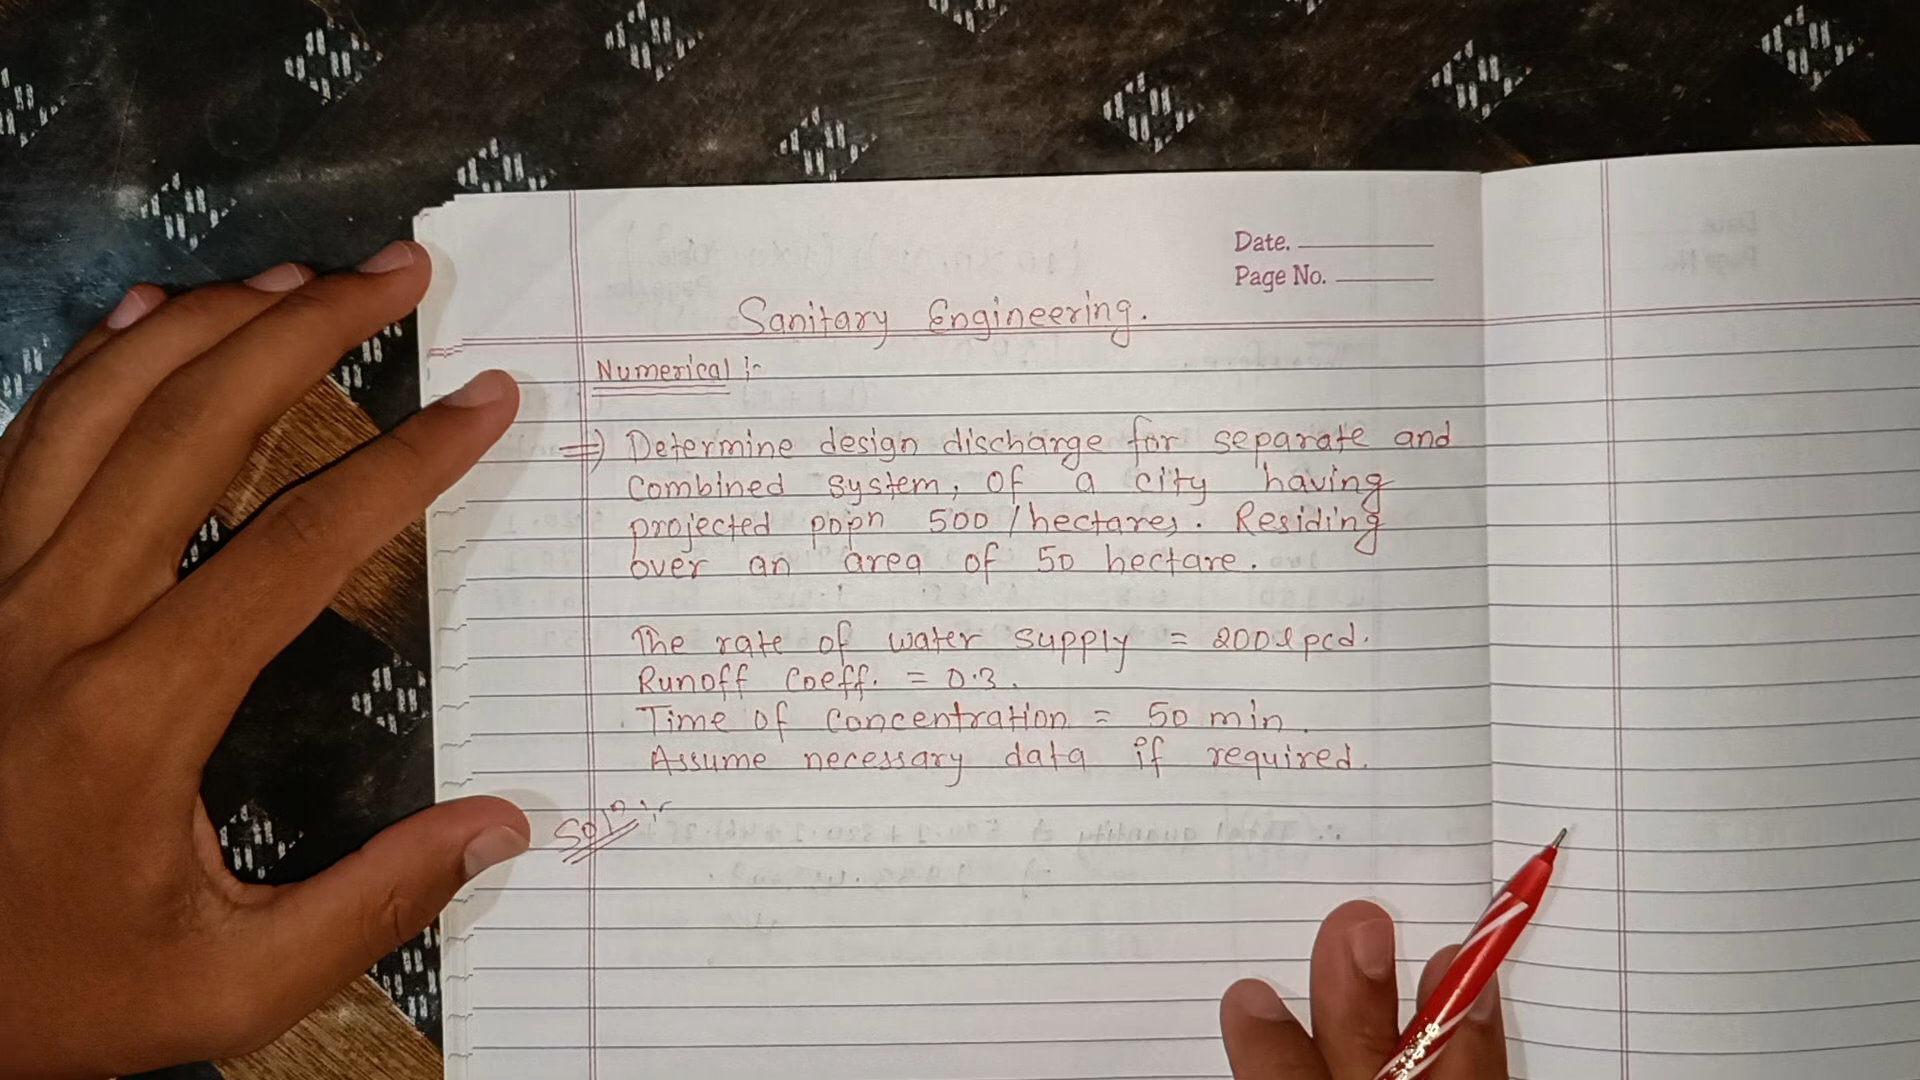 Date.
Page No.
Sanitary Engineering.
Numerical :-
⇒) Determine design discharge for separate and
combined system, of a city having
projected popn 500 / hectares. Residing
over an area of 50 hectare.
The rate of water supply = 200 lpcd.
Runoff coeff. = 0.3.
Time of concentration = 50 min.
Assume necessary data if required.
Soln :-